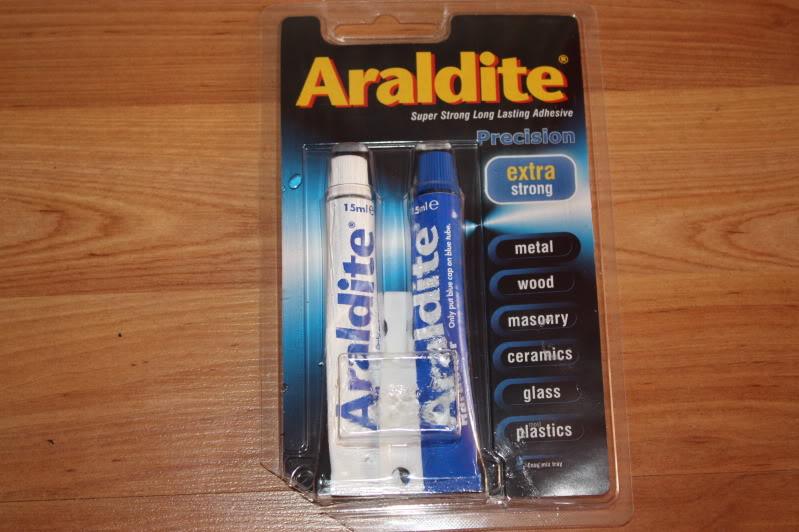 Araldite®
Super Strong Long Lasting Adhesive
Precision
extra
strong
metal
wood
masonry
ceramics
glass
plastics
15ml e
Araldite®
15ml e
Araldite®
Only put blue cap on blue tube.